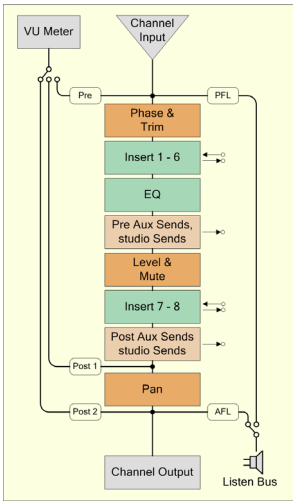 VU Meter
Channel
Input
Pre
PFL
Phase &
Trim
Insert 1 - 6
EQ
Pre Aux Sends,
studio Sends
Level &
Mute
Insert 7 - 8
Post Aux Sends
studio Sends
Post 1
Pan
Post 2
AFL
Channel Output
Listen Bus